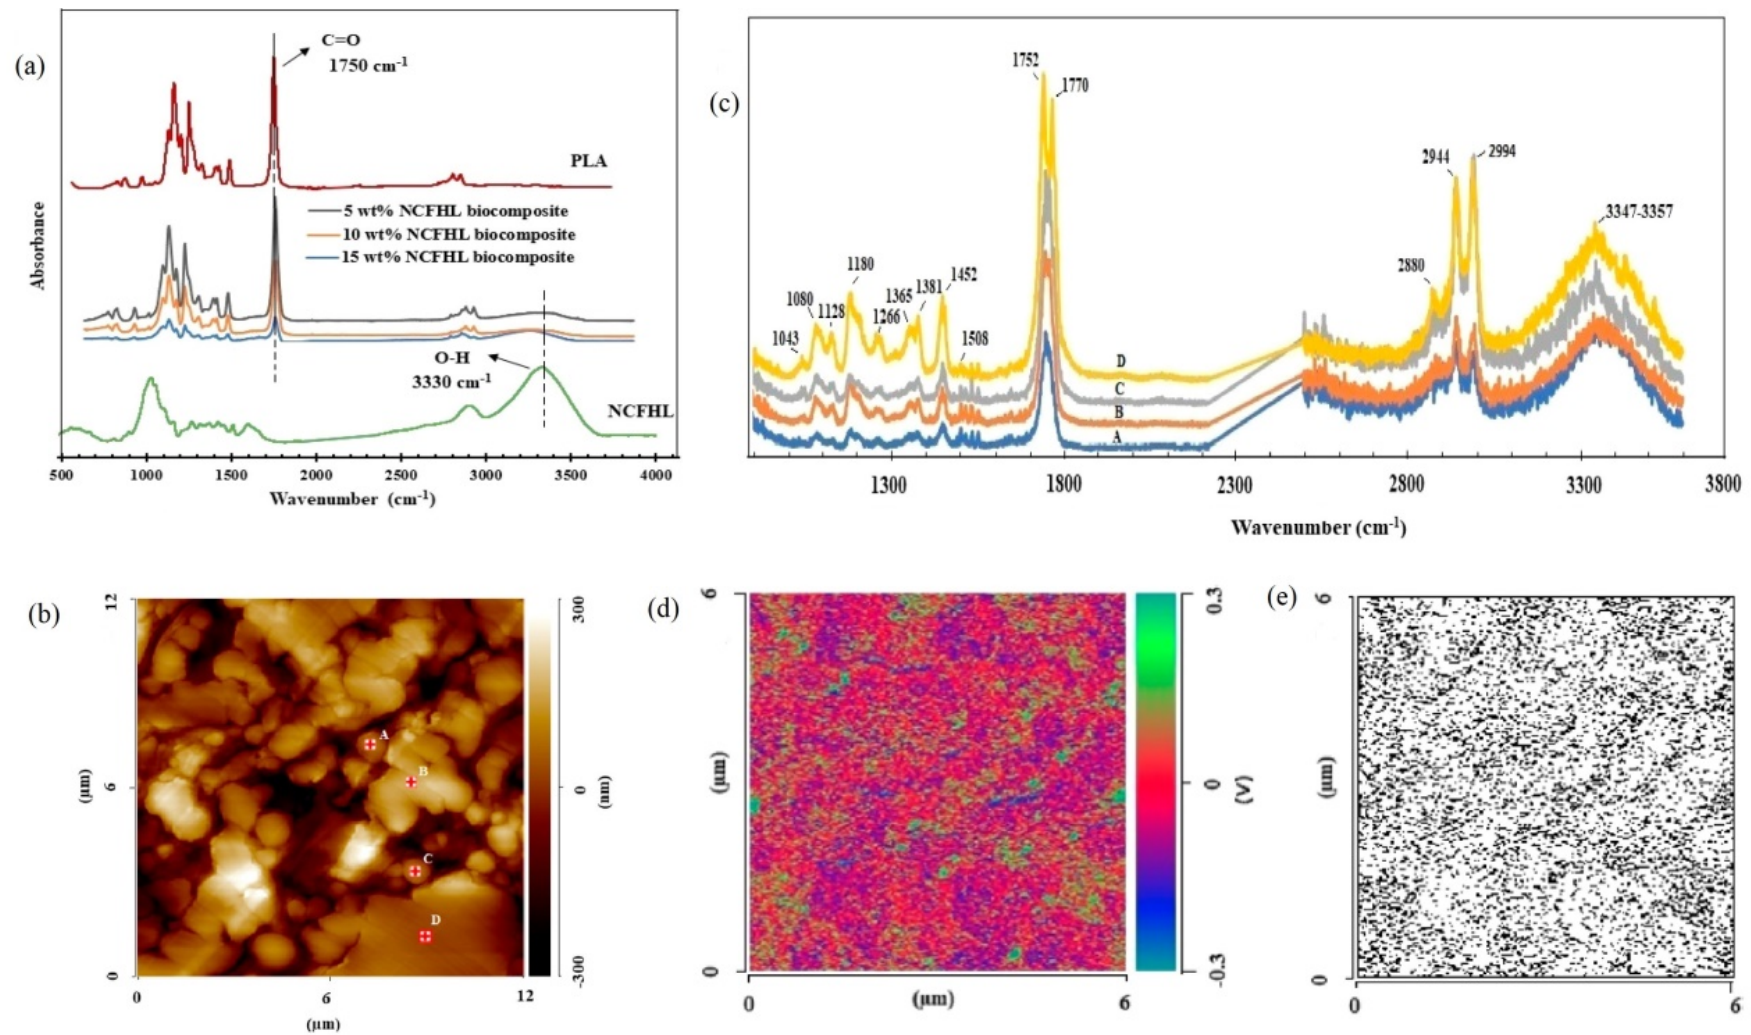 (a)
C=O
1750 cm-1
PLA
5 wt% NCFHL biocomposite
10 wt% NCFHL biocomposite
15 wt% NCFHL biocomposite
O-H
3330 cm-1
NCFHL
Absorbance
500 1000 1500 2000 2500 3000 3500 4000
Wavenumber (cm-1)
(c)
1752
1770
2944
2994
3347-3357
2880
1180
1080
1128
1043
1266
1365
1381
1452
1508
D
C
B
A
1300 1800 2300 2800 3300 3800
Wavenumber (cm-1)
(b)
12
6
0
(µm)
A
B
C
D
0 6 12
(µm)
300
0
-300
(nm)
(d)
6
0
(µm)
0 6
(µm)
0.3
0
-0.3
(V)
(e)
6
0
(µm)
0 6
(µm)